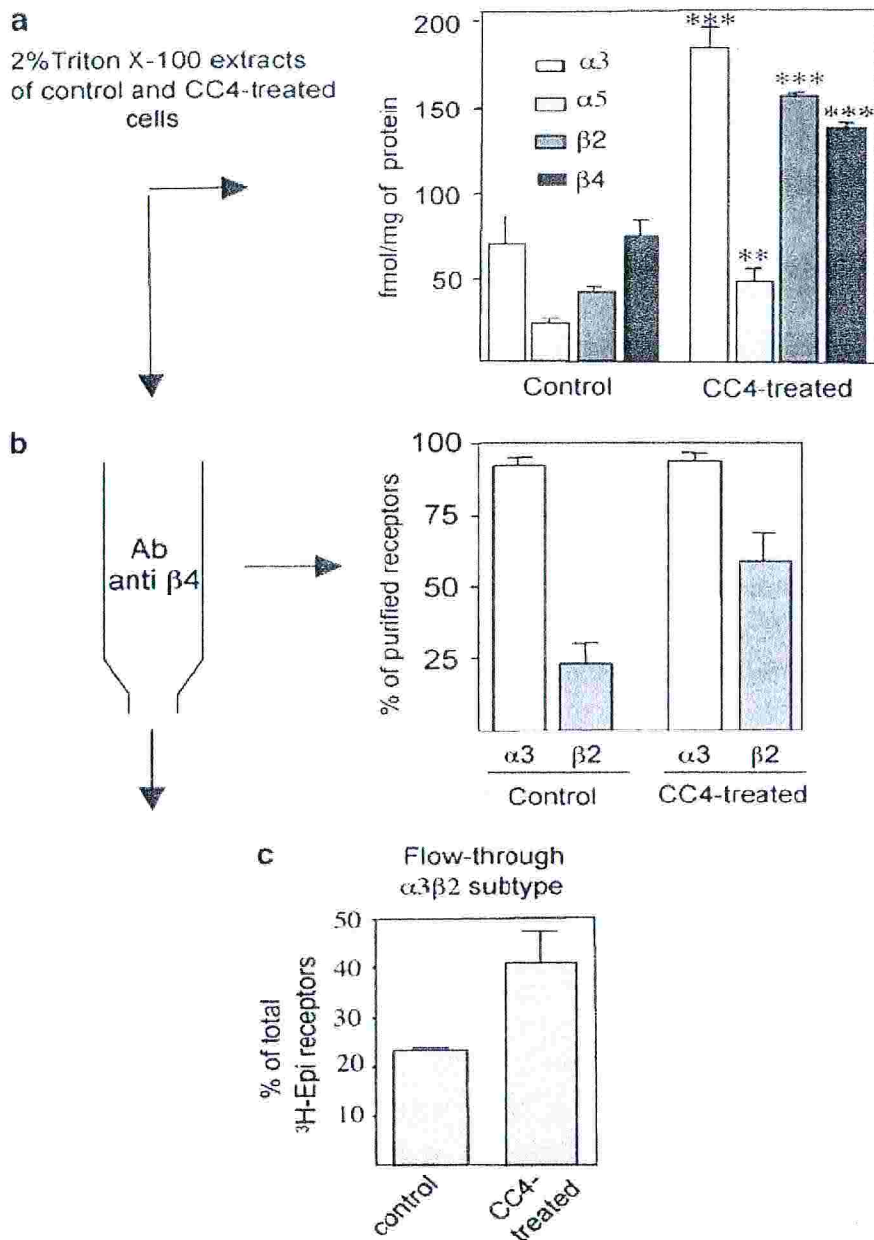 a
2%Triton X-100 extracts
of control and CC4-treated
cells
fmol/mg of protein
200
150
100
50
α3
α5
β2
β4
***
**
***
***
Control
CC4-treated
b
Ab
anti β4
% of purified receptors
100
75
50
25
α3 β2 α3 β2
Control CC4-treated
c
Flow-through
α3β2 subtype
% of total
³H-Epi receptors
50
40
30
20
10
control
CC4-
treated